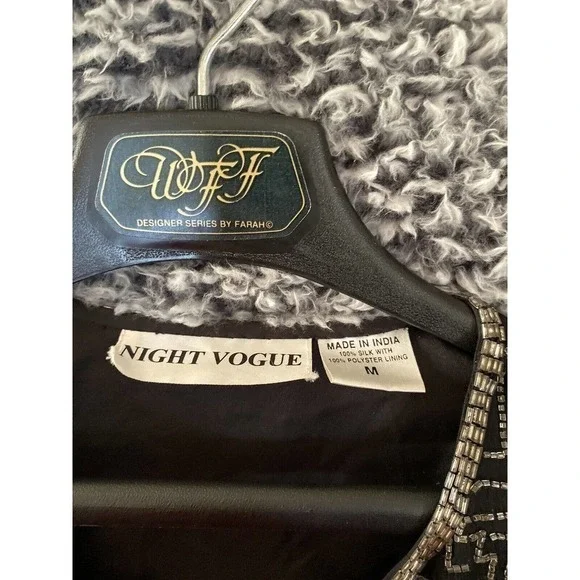 WFF
DESIGNER SERIES BY FARAH©
NIGHT VOGUE
MADE IN INDIA
100% SILK WITH
100% POLYSTER LINING
M